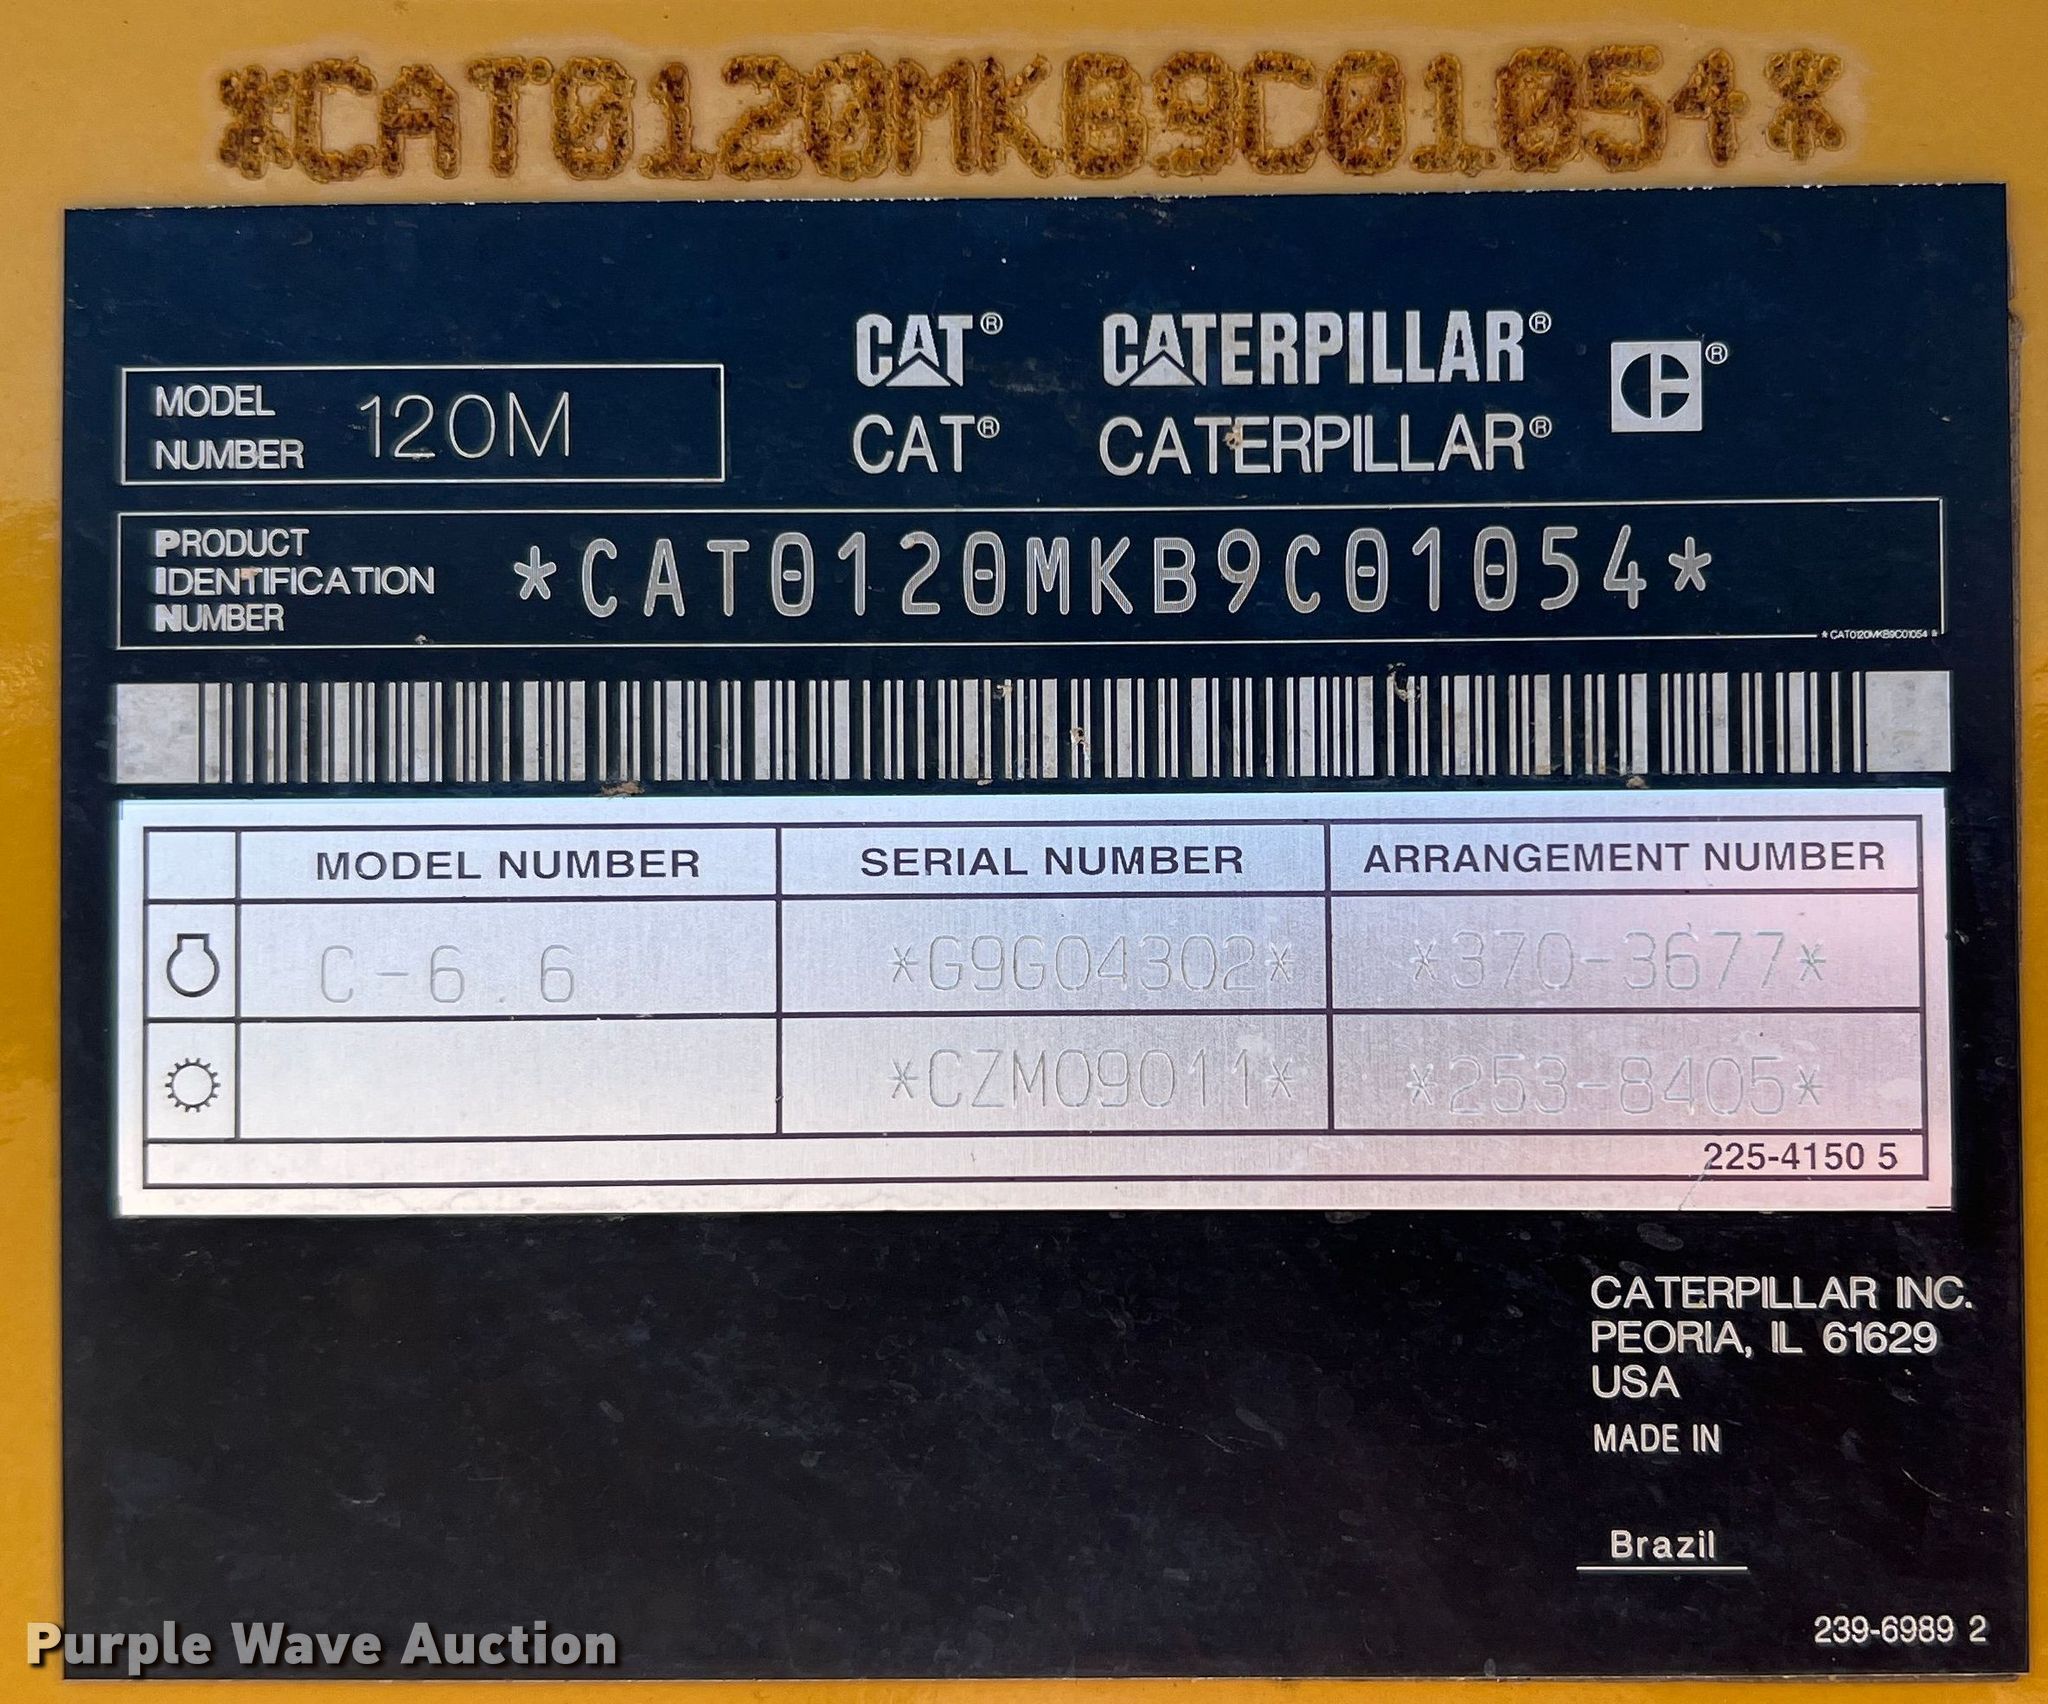 *CAT0120MKB9C01054*
CAT® CATERPILLAR® ®
CAT® CATERPILLAR®
MODEL
NUMBER 120M
PRODUCT
IDENTIFICATION
NUMBER
*CAT0120MKB9C01054*
*CAT0120MKB9C01054*
MODEL NUMBER SERIAL NUMBER ARRANGEMENT NUMBER
C-6.6 *G9G04302* *370-3677*
*CZM09011* *253-8405*
225-4150 5
CATERPILLAR INC.
PEORIA, IL 61629
USA
MADE IN
Brazil
239-6989 2
Purple Wave Auction